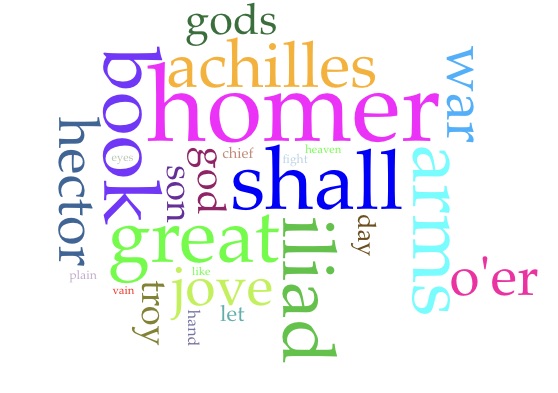 gods
achilles
homer
book
war
hector
eyes
god
chief
fight
heaven
son
shall
arms
great
iliad
day
o'er
plain
vain
troy
like
jove
hand
let